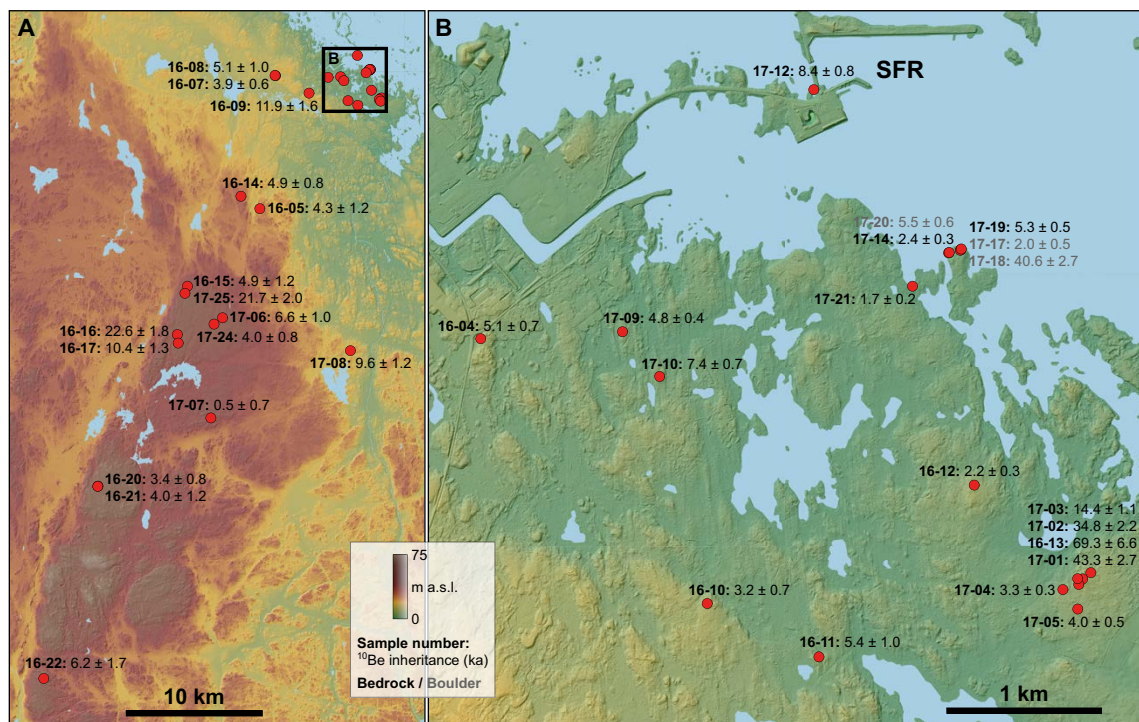 A
B
16-08: 5.1 ± 1.0
16-07: 3.9 ± 0.6
16-09: 11.9 ± 1.6
16-14: 4.9 ± 0.8
16-05: 4.3 ± 1.2
16-15: 4.9 ± 1.2
17-25: 21.7 ± 2.0
17-06: 6.6 ± 1.0
16-16: 22.6 ± 1.8
17-24: 4.0 ± 0.8
16-17: 10.4 ± 1.3
17-08: 9.6 ± 1.2
17-07: 0.5 ± 0.7
16-20: 3.4 ± 0.8
16-21: 4.0 ± 1.2
16-22: 6.2 ± 1.7
10 km
75
m a.s.l.
0
Sample number:
¹⁰Be inheritance (ka)
Bedrock / Boulder
B
17-12: 8.4 ± 0.8
SFR
17-20: 5.5 ± 0.6
17-14: 2.4 ± 0.3
17-19: 5.3 ± 0.5
17-17: 2.0 ± 0.5
17-18: 40.6 ± 2.7
17-21: 1.7 ± 0.2
16-04: 5.1 ± 0.7
17-09: 4.8 ± 0.4
17-10: 7.4 ± 0.7
16-12: 2.2 ± 0.3
17-03: 14.4 ± 1.1
17-02: 34.8 ± 2.2
16-13: 69.3 ± 6.6
17-01: 43.3 ± 2.7
17-04: 3.3 ± 0.3
17-05: 4.0 ± 0.5
16-10: 3.2 ± 0.7
16-11: 5.4 ± 1.0
1 km